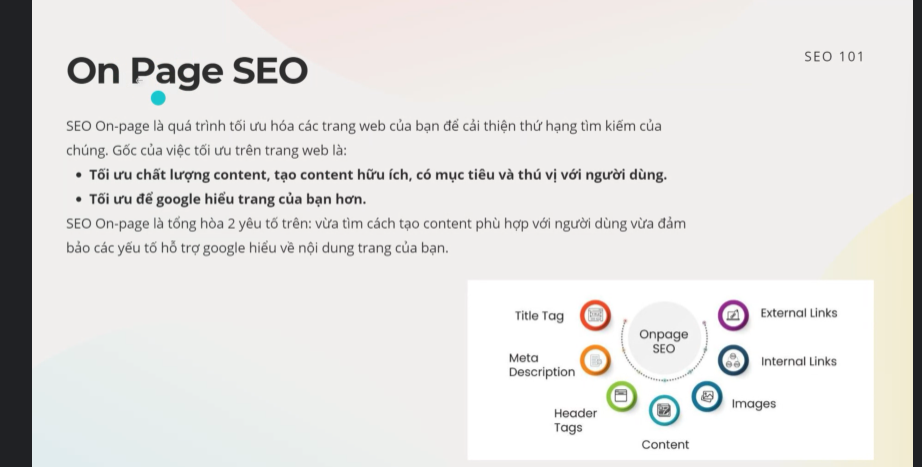 SEO 101
On Page SEO
SEO On-page là quá trình tối ưu hóa các trang web của bạn để cải thiện thứ hạng tìm kiếm của
chúng. Gốc của việc tối ưu trên trang web là:
• Tối ưu chất lượng content, tạo content hữu ích, có mục tiêu và thú vị với người dùng.
• Tối ưu để google hiểu trang của bạn hơn.
SEO On-page là tổng hòa 2 yêu tố trên: vừa tìm cách tạo content phù hợp với người dùng vừa đảm
bảo các yếu tố hỗ trợ google hiểu về nội dung trang của bạn.
Title Tag
Meta
Description
Header
Tags
Content
Images
Internal Links
External Links
Onpage
SEO